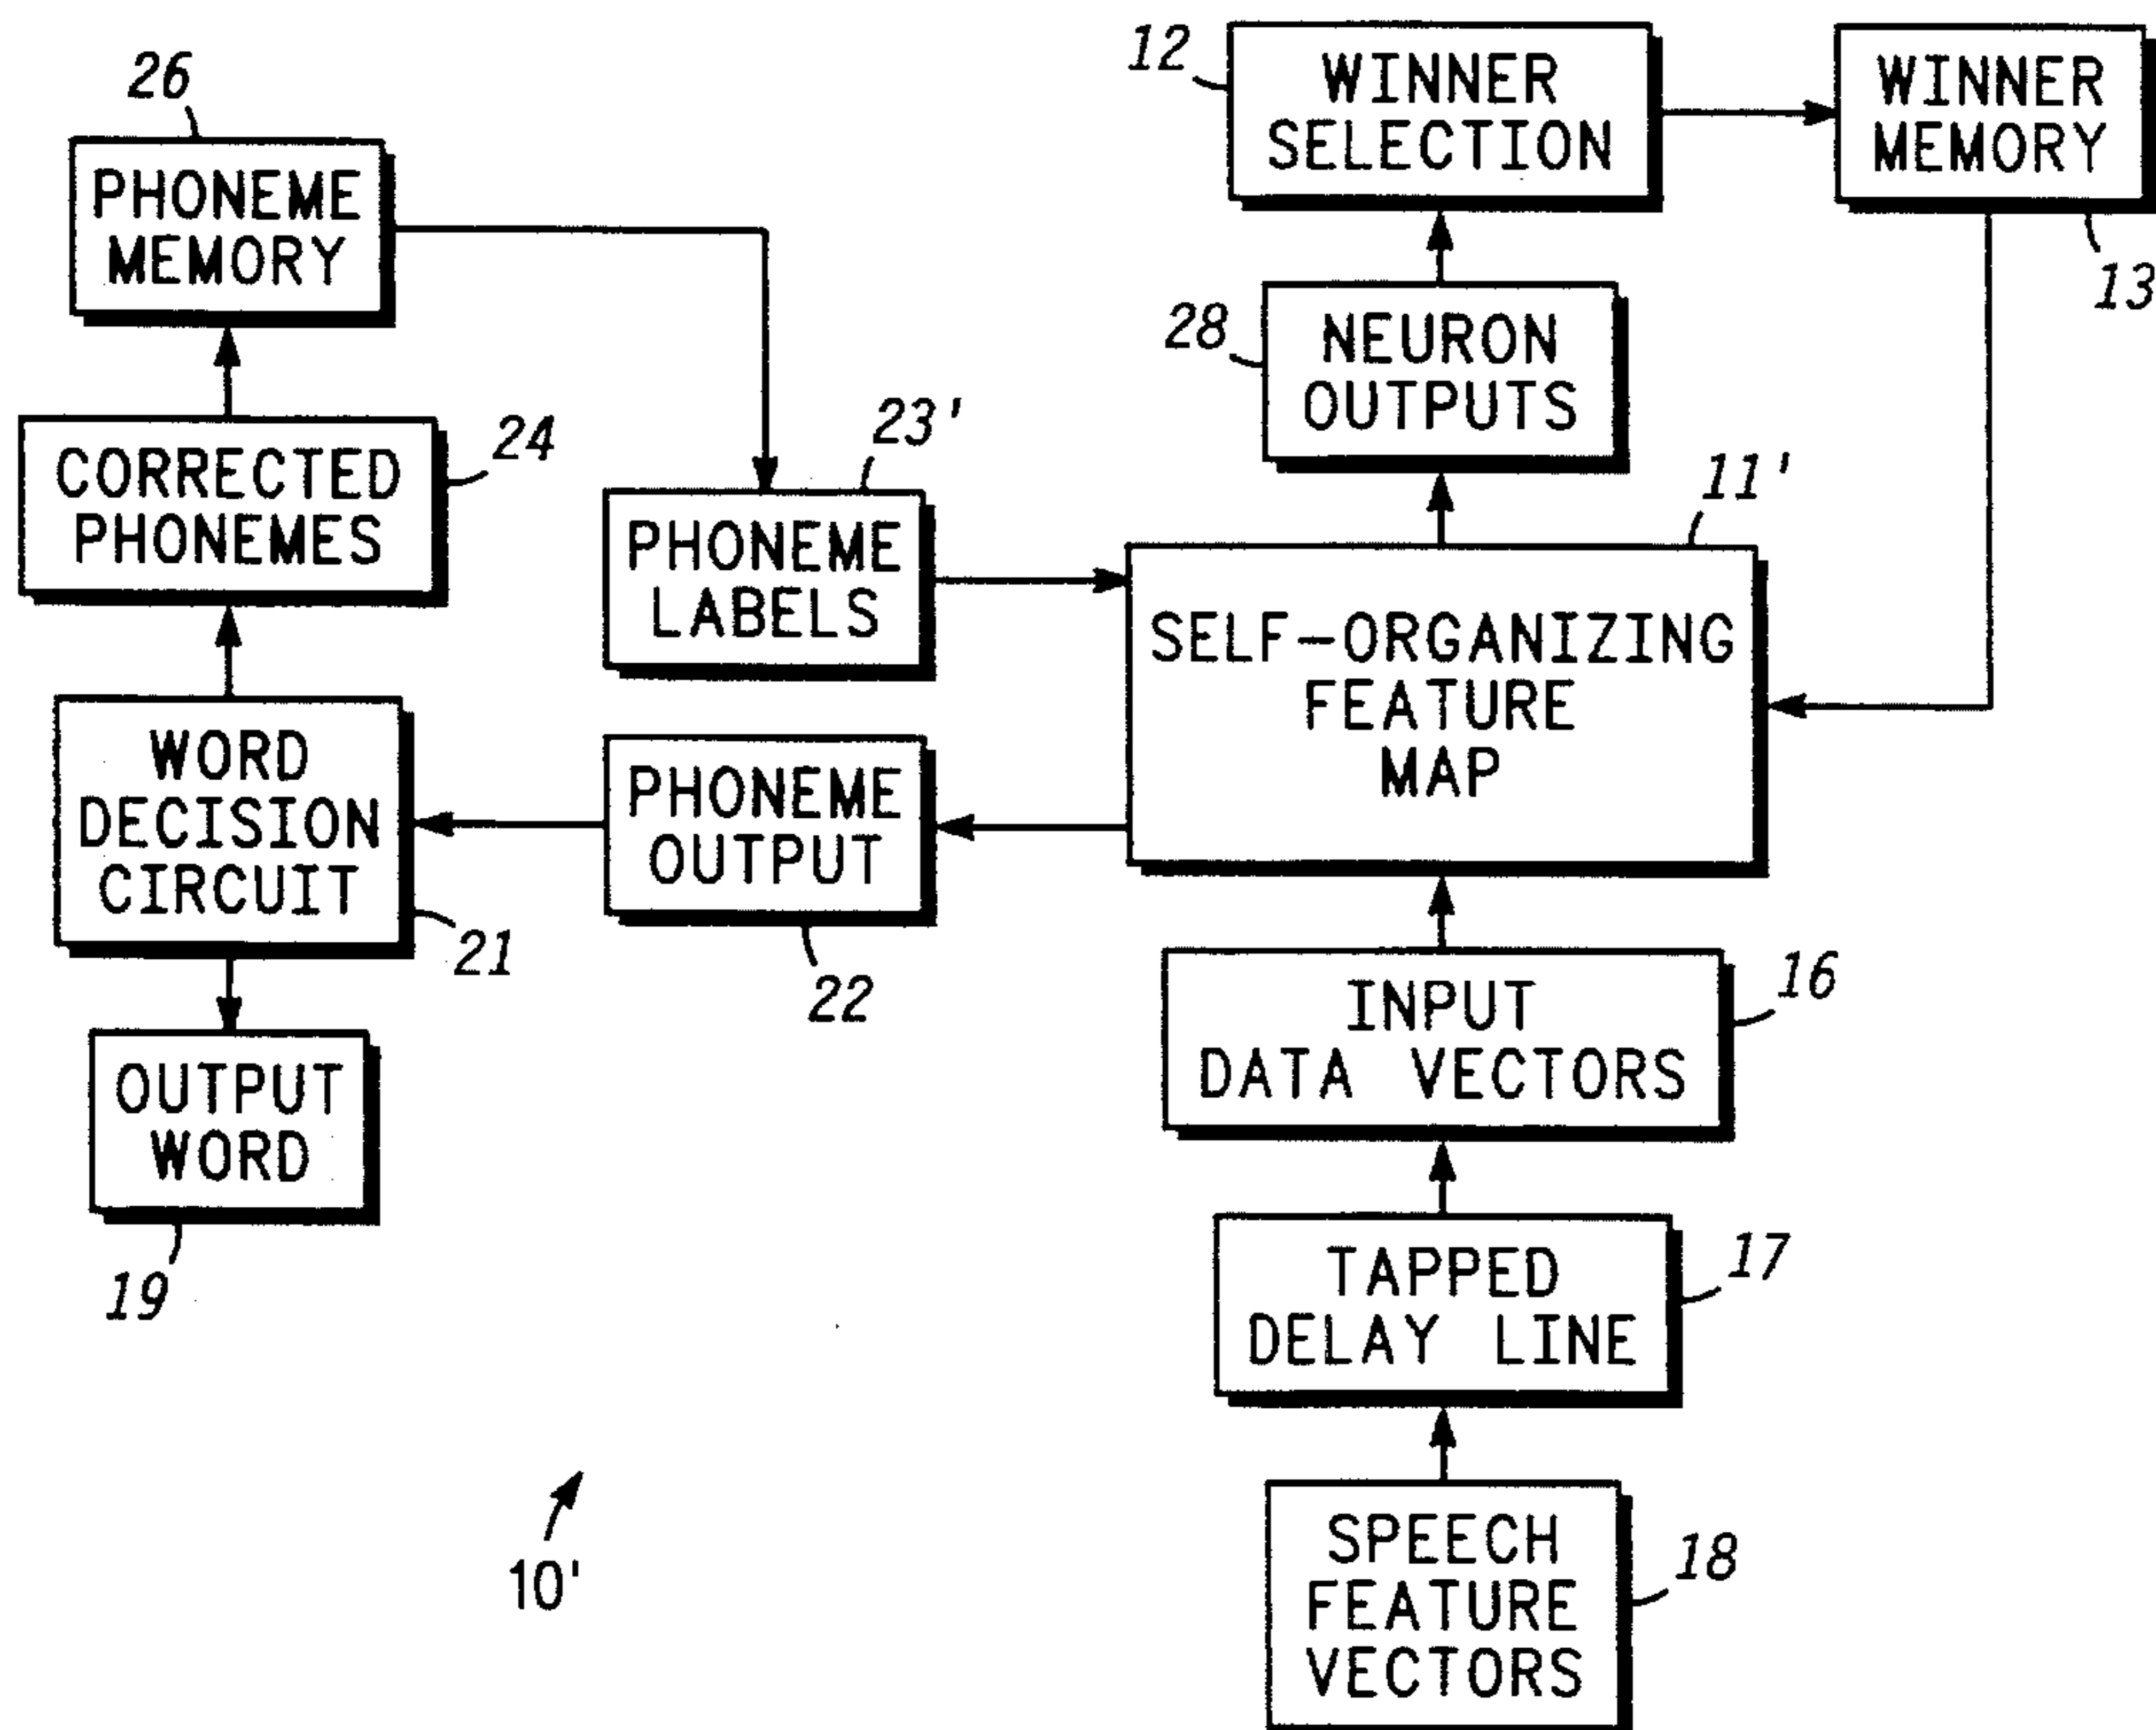 26
PHONEME
MEMORY
12
WINNER
SELECTION
WINNER
MEMORY
13
28
NEURON
OUTPUTS
CORRECTED
PHONEMES
24
23'
PHONEME
LABELS
11'
SELF-ORGANIZING
FEATURE
MAP
WORD
DECISION
CIRCUIT
21
PHONEME
OUTPUT
22
INPUT
DATA VECTORS
16
OUTPUT
WORD
19
TAPPED
DELAY LINE
17
10'
SPEECH
FEATURE
VECTORS
18